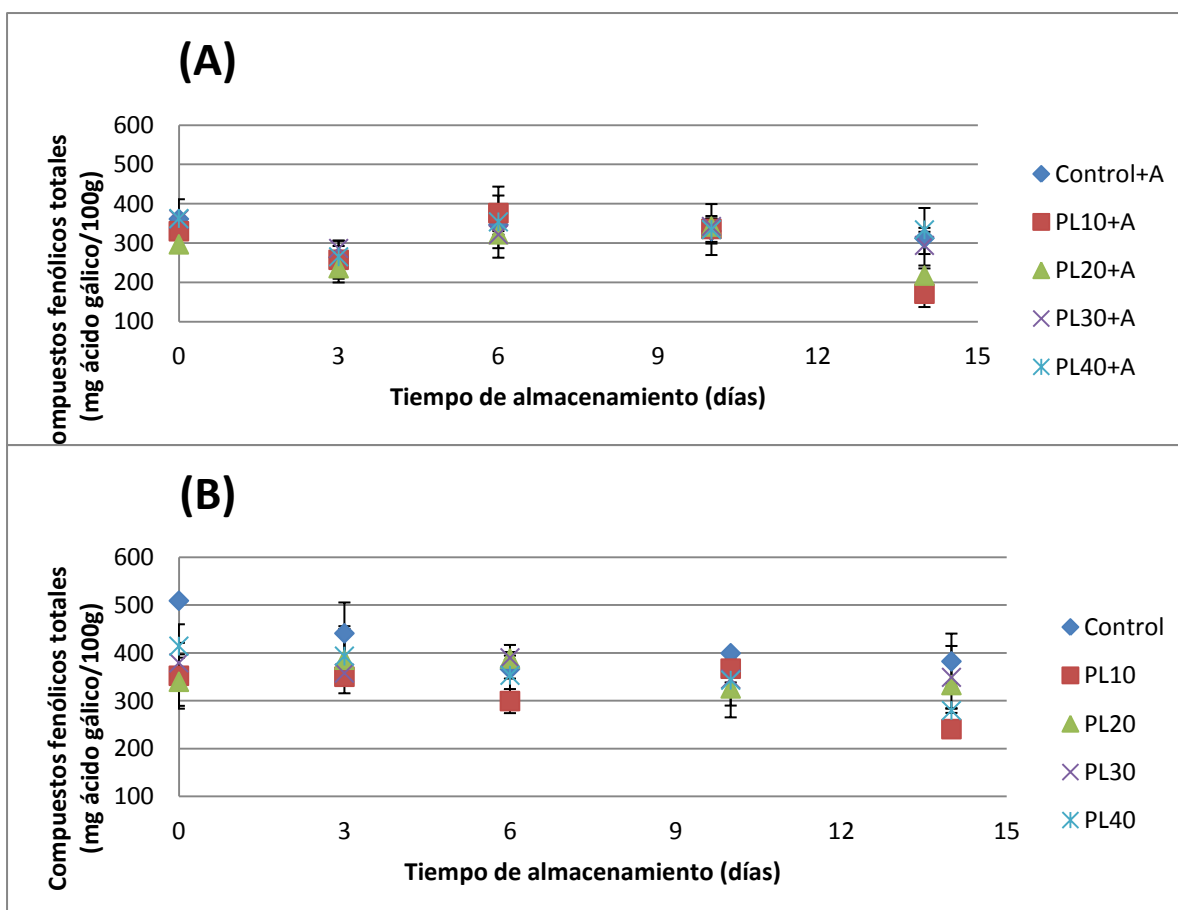 (A)
ompuestos fenólicos totales
(mg ácido gálico/100g)
600
500
400
300
200
100
0
3
6
9
12
15
Tiempo de almacenamiento (días)
Control+A
PL10+A
PL20+A
PL30+A
PL40+A
(B)
Compuestos fenólicos totales
(mg ácido gálico/100g)
600
500
400
300
200
100
0
3
6
9
12
15
Tiempo de almacenamiento (días)
Control
PL10
PL20
PL30
PL40